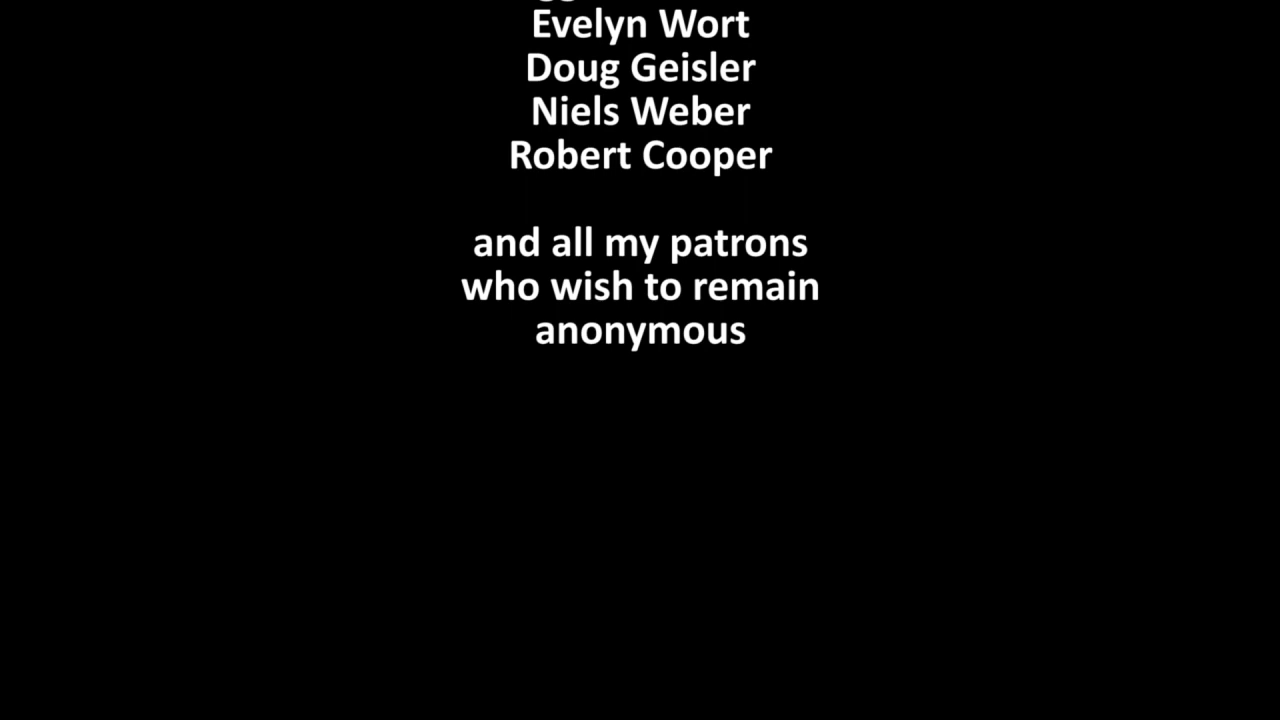 Evelyn Wort
Doug Geisler
Niels Weber
Robert Cooper
and all my patrons
who wish to remain
anonymous